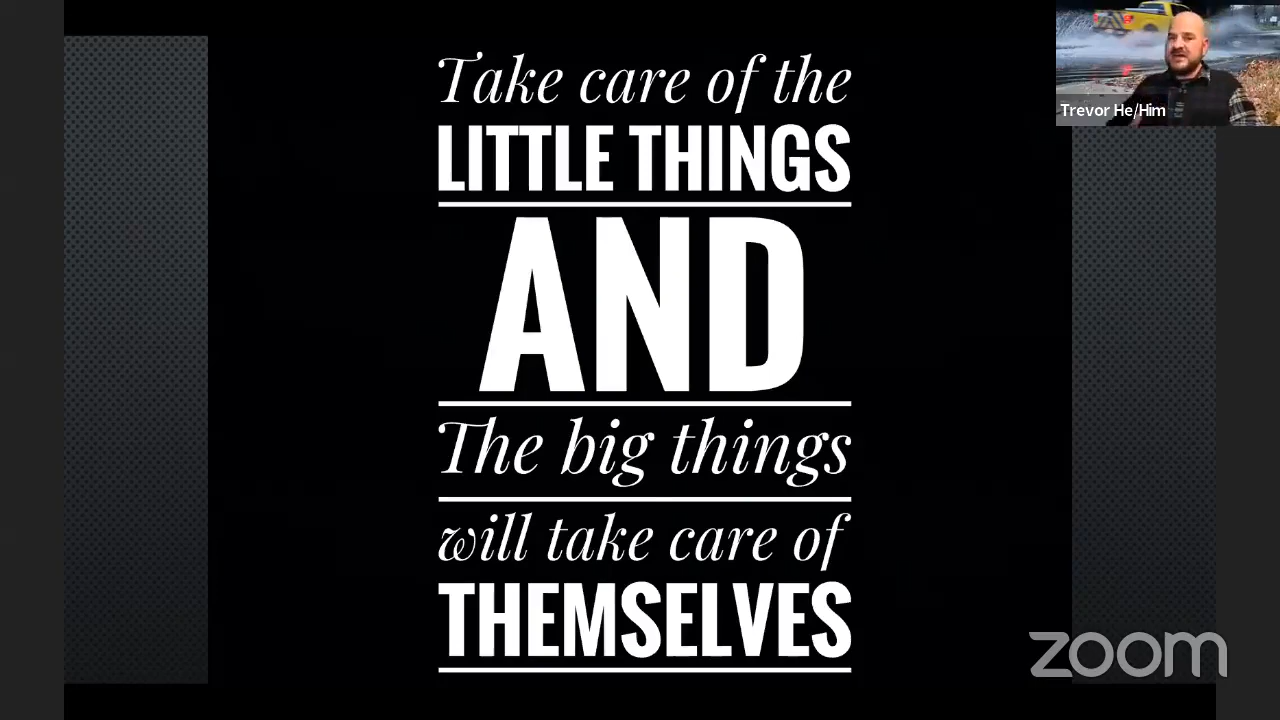 Take care of the
LITTLE THINGS
AND
The big things
will take care of
THEMSELVES
Trevor He/Him
zoom